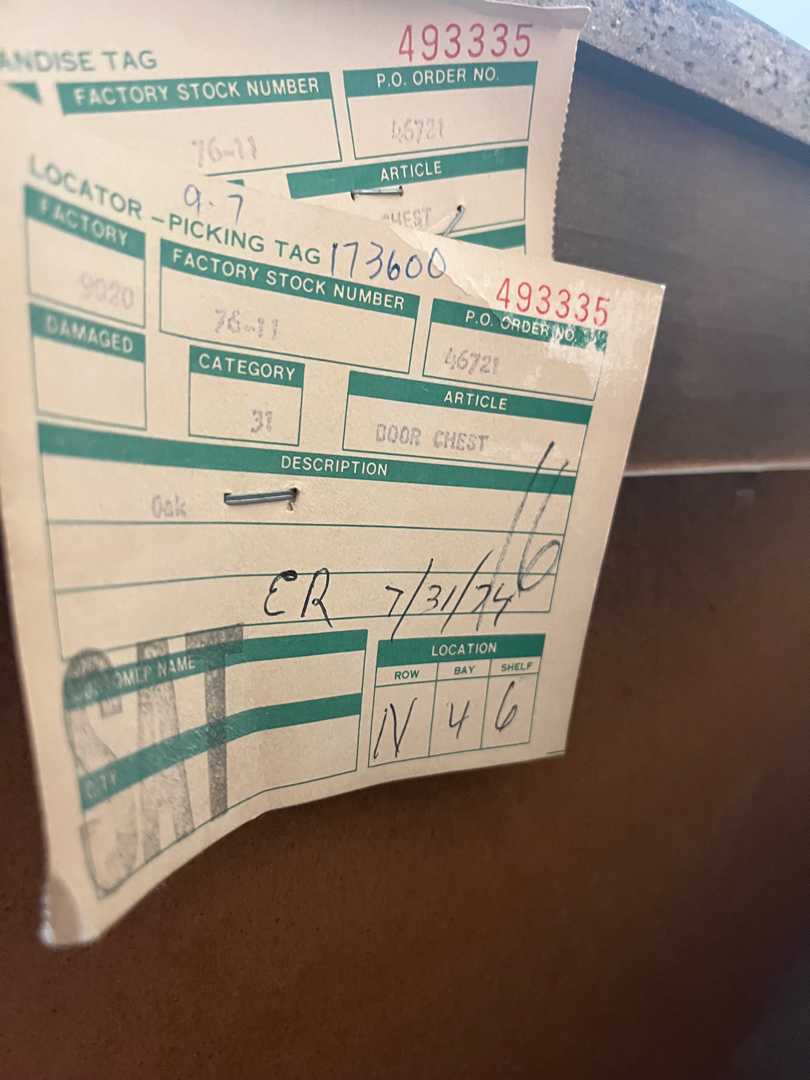 ANDISE TAG 493335
FACTORY STOCK NUMBER P.O. ORDER NO.
76-11 46721
ARTICLE
CHEST
9-7
LOCATOR-PICKING TAG 173600
493335
FACTORY FACTORY STOCK NUMBER P.O. ORDER NO.
9020 76-11 46721
DAMAGED CATEGORY ARTICLE
31 DOOR CHEST
DESCRIPTION
Oak
16
ER 7/31/74
CUSTOMER NAME LOCATION
ROW BAY SHELF
SAT N 4 6
CITY